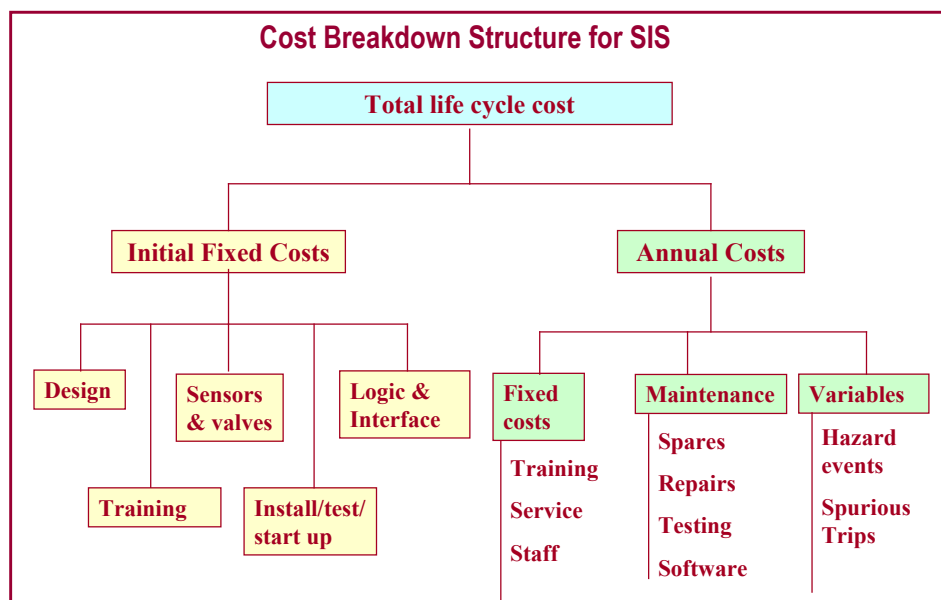 Cost Breakdown Structure for SIS
Total life cycle cost
Initial Fixed Costs
Annual Costs
Design
Sensors
& valves
Logic &
Interface
Training
Install/test/
start up
Fixed
costs
Training
Service
Staff
Maintenance
Spares
Repairs
Testing
Software
Variables
Hazard
events
Spurious
Trips